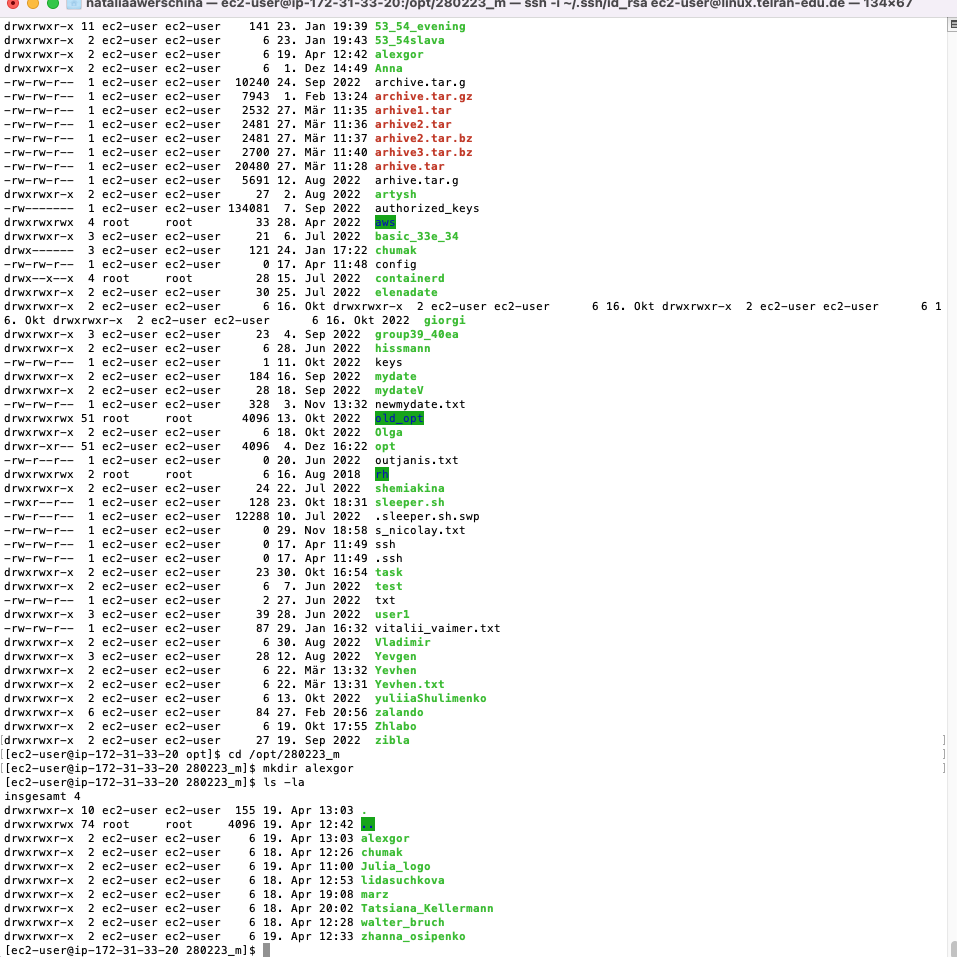 nataliaawerschina — ec2-user@ip-172-31-33-20:/opt/280223_m — ssh -i ~/.ssh/id_rsa ec2-user@linux.telran-edu.de — 134×67
drwxrwxr-x 11 ec2-user ec2-user    141 23. Jan 19:39 53_54_evening
drwxrwxr-x  2 ec2-user ec2-user      6 23. Jan 19:43 53_54slava
drwxrwxr-x  2 ec2-user ec2-user      6 19. Apr 12:42 alexgor
drwxrwxr-x  2 ec2-user ec2-user      6  1. Dez 14:49 Anna
-rw-rw-r--  1 ec2-user ec2-user  10240 24. Sep 2022  archive.tar.g
-rw-rw-r--  1 ec2-user ec2-user   7943  1. Feb 13:24 archive.tar.gz
-rw-rw-r--  1 ec2-user ec2-user   2532 27. Mär 11:35 arhive1.tar
-rw-rw-r--  1 ec2-user ec2-user   2481 27. Mär 11:36 arhive2.tar
-rw-rw-r--  1 ec2-user ec2-user   2481 27. Mär 11:37 arhive2.tar.bz
-rw-rw-r--  1 ec2-user ec2-user   2700 27. Mär 11:40 arhive3.tar.bz
-rw-rw-r--  1 ec2-user ec2-user  20480 27. Mär 11:28 arhive.tar
-rw-rw-r--  1 ec2-user ec2-user   5691 12. Aug 2022  arhive.tar.g
drwxrwxr-x  2 ec2-user ec2-user     27  2. Aug 2022  artysh
-rw-------  1 ec2-user ec2-user 134081  7. Sep 2022  authorized_keys
drwxrwxrwx  4 root     root         33 28. Apr 2022  aws
drwxrwxr-x  3 ec2-user ec2-user     21  6. Jul 2022  basic_33e_34
drwx------  3 ec2-user ec2-user    121 24. Jan 17:22 chumak
-rw-rw-r--  1 ec2-user ec2-user      0 17. Apr 11:48 config
drwx--x--x  4 root     root         28 15. Jul 2022  containerd
drwxrwxr-x  2 ec2-user ec2-user     30 25. Jul 2022  elenadate
drwxrwxr-x  2 ec2-user ec2-user      6 16. Okt drwxrwxr-x  2 ec2-user ec2-user      6 16. Okt drwxrwxr-x  2 ec2-user ec2-user      6 1
6. Okt drwxrwxr-x  2 ec2-user ec2-user      6 16. Okt 2022  giorgi
drwxrwxr-x  3 ec2-user ec2-user     23  4. Sep 2022  group39_40ea
drwxrwxr-x  2 ec2-user ec2-user      6 28. Jun 2022  hissmann
-rw-rw-r--  1 ec2-user ec2-user      1 11. Okt 2022  keys
drwxrwxr-x  2 ec2-user ec2-user    184 16. Sep 2022  mydate
drwxrwxr-x  2 ec2-user ec2-user     28 18. Sep 2022  mydateV
-rw-rw-r--  1 ec2-user ec2-user    328  3. Nov 13:32 newmydate.txt
drwxrwxrwx 51 root     root       4096 13. Okt 2022  old_opt
drwxrwxr-x  2 ec2-user ec2-user      6 18. Okt 2022  Olga
drwxr-xr-- 51 ec2-user ec2-user   4096  4. Dez 16:22 opt
-rw-r--r--  1 ec2-user ec2-user      0 20. Jun 2022  outjanis.txt
drwxrwxrwx  2 root     root          6 16. Aug 2018  rh
drwxrwxr-x  2 ec2-user ec2-user     24 22. Jul 2022  shemiakina
-rwxr--r--  1 ec2-user ec2-user    128 23. Okt 18:31 sleeper.sh
-rw-r--r--  1 ec2-user ec2-user  12288 10. Jul 2022  .sleeper.sh.swp
-rw-rw-r--  1 ec2-user ec2-user      0 29. Nov 18:58 s_nicolay.txt
-rw-rw-r--  1 ec2-user ec2-user      0 17. Apr 11:49 ssh
-rw-rw-r--  1 ec2-user ec2-user      0 17. Apr 11:49 .ssh
drwxrwxr-x  2 ec2-user ec2-user     23 30. Okt 16:54 task
drwxrwxr-x  2 ec2-user ec2-user      6  7. Jun 2022  test
-rw-rw-r--  1 ec2-user ec2-user      2 27. Jun 2022  txt
drwxrwxr-x  3 ec2-user ec2-user     39 28. Jun 2022  user1
-rw-rw-r--  1 ec2-user ec2-user     87 29. Jan 16:32 vitalii_vaimer.txt
drwxrwxr-x  2 ec2-user ec2-user      6 30. Aug 2022  Vladimir
drwxrwxr-x  3 ec2-user ec2-user     28 12. Aug 2022  Yevgen
drwxrwxr-x  2 ec2-user ec2-user      6 22. Mär 13:32 Yevhen
drwxrwxr-x  2 ec2-user ec2-user      6 22. Mär 13:31 Yevhen.txt
drwxrwxr-x  2 ec2-user ec2-user      6 13. Okt 2022  yuliiaShulimenko
drwxrwxr-x  6 ec2-user ec2-user     84 27. Feb 20:56 zalando
drwxrwxr-x  2 ec2-user ec2-user      6 19. Okt 17:55 Zhlabo
[drwxrwxr-x  2 ec2-user ec2-user     27 19. Sep 2022  zibla ]
[[ec2-user@ip-172-31-33-20 opt]$ cd /opt/280223_m ]
[[ec2-user@ip-172-31-33-20 280223_m]$ mkdir alexgor ]
[ec2-user@ip-172-31-33-20 280223_m]$ ls -la
insgesamt 4
drwxrwxr-x 10 ec2-user ec2-user  155 19. Apr 13:03 .
drwxrwxrwx 74 root     root     4096 19. Apr 12:42 ..
drwxrwxr-x  2 ec2-user ec2-user    6 19. Apr 13:03 alexgor
drwxrwxr-x  2 ec2-user ec2-user    6 18. Apr 12:26 chumak
drwxrwxr-x  2 ec2-user ec2-user    6 19. Apr 11:00 Julia_logo
drwxrwxr-x  2 ec2-user ec2-user    6 18. Apr 12:53 lidasuchkova
drwxrwxr-x  2 ec2-user ec2-user    6 18. Apr 19:08 marz
drwxrwxr-x  2 ec2-user ec2-user    6 18. Apr 20:02 Tatsiana_Kellermann
drwxrwxr-x  2 ec2-user ec2-user    6 18. Apr 12:28 walter_bruch
drwxrwxr-x  2 ec2-user ec2-user    6 19. Apr 12:33 zhanna_osipenko
[ec2-user@ip-172-31-33-20 280223_m]$